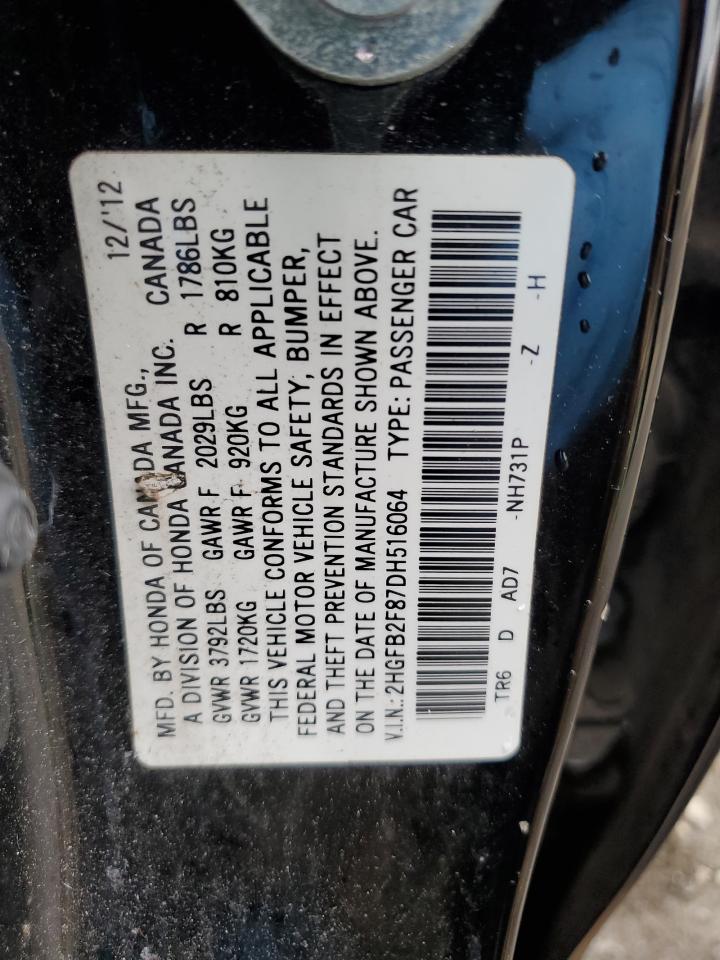 MFD. BY HONDA OF CANADA MFG., 12/'12
A DIVISION OF HONDA CANADA INC. CANADA
GVWR 3792LBS GAWR F 2029LBS R 1786LBS
GVWR 1720KG GAWR F 920KG R 810KG
THIS VEHICLE CONFORMS TO ALL APPLICABLE
FEDERAL MOTOR VEHICLE SAFETY, BUMPER,
AND THEFT PREVENTION STANDARDS IN EFFECT
ON THE DATE OF MANUFACTURE SHOWN ABOVE.
V.I.N.: 2HGFB2F87DH516064 TYPE: PASSENGER CAR
TR6 D AD7 -NH731P -Z -H